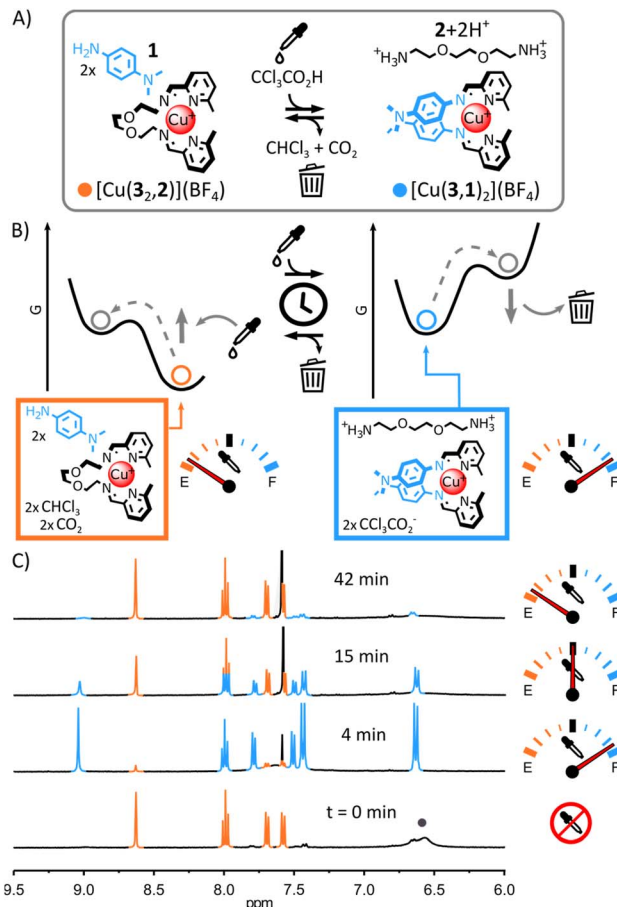 A)
H₂N
1
2x
N
N
N
O
Cu⁺
O
N
N
CCl₃CO₂H
CHCl₃ + CO₂
2+2H⁺
⁺H₃N
O
O
NH₃⁺
N
N
N
Cu⁺
N
N
N
[Cu(3₂,2)](BF₄)
[Cu(3,1)₂](BF₄)
B)
G
G
H₂N
2x
N
N
N
O
Cu⁺
O
N
N
2x CHCl₃
2x CO₂
E
F
⁺H₃N
O
O
NH₃⁺
N
N
N
Cu⁺
N
N
N
2x CCl₃CO₂⁻
E
F
C)
42 min
E
F
15 min
E
F
4 min
E
F
t = 0 min
9.5 9.0 8.5 8.0 7.5 7.0 6.5 6.0
ppm